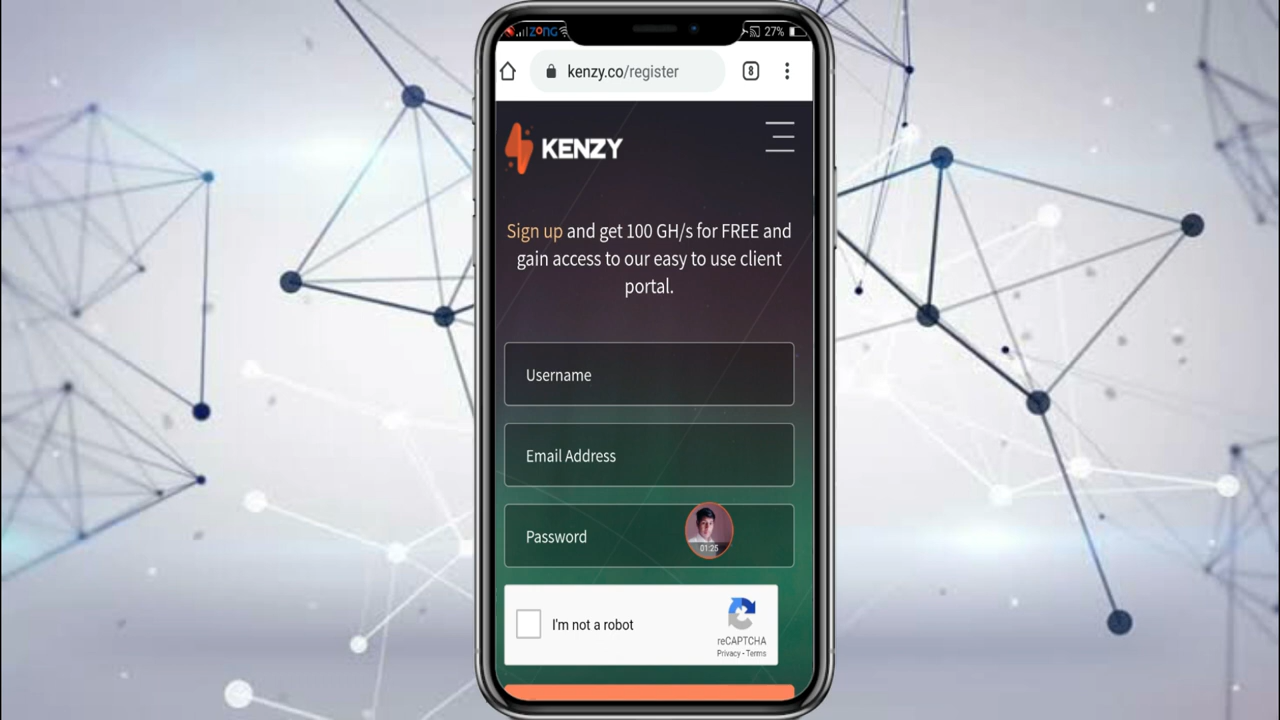 ZONG 27%
kenzy.co/register 8
KENZY
Sign up and get 100 GH/s for FREE and
gain access to our easy to use client
portal.
Username
Email Address
Password
01:25
I'm not a robot
reCAPTCHA
Privacy - Terms